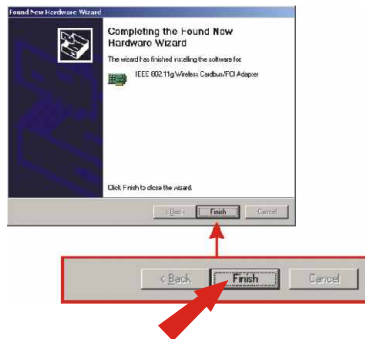 Found New Hardware Wizard
Completing the Found New
Hardware Wizard
The wizard has finished installing the software for:
IEEE 802.11g Wireless Cardbus/PCI Adapter
Click Finish to close the wizard.
< Back Finish Cancel
< Back Finish Cancel